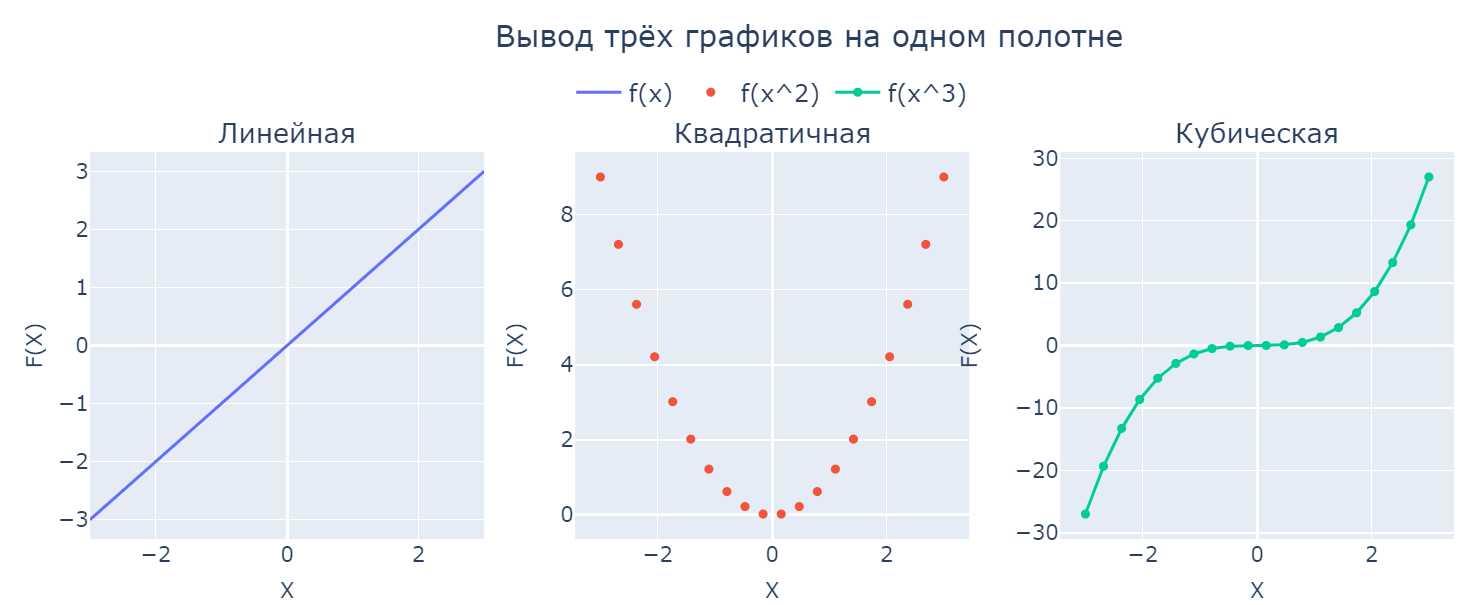 Вывод трёх графиков на одном полотне
f(x) f(x^2) f(x^3)
Линейная
3
2
1
0
−1
−2
−3
F(X)
−2 0 2
X
Квадратичная
8
6
4
2
0
F(X)
−2 0 2
X
Кубическая
30
20
10
0
−10
−20
−30
F(X)
−2 0 2
X